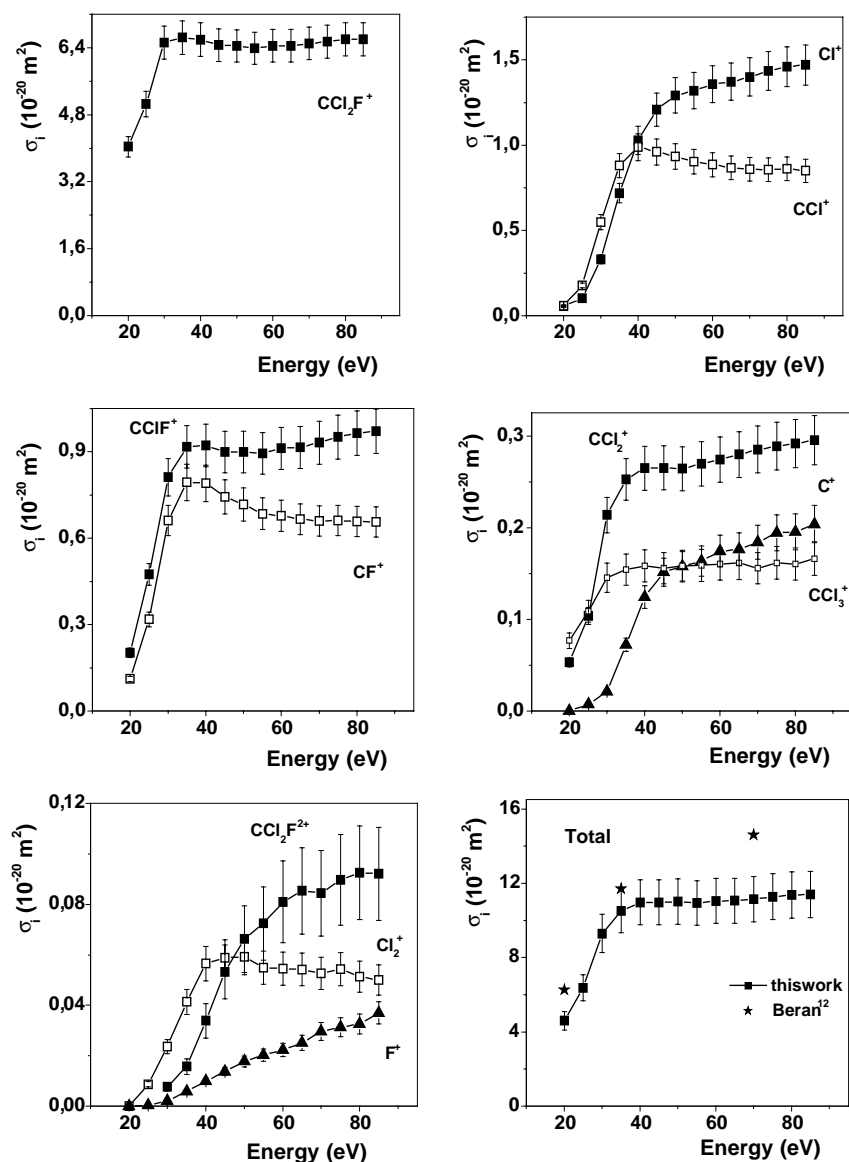 6,4
4,8
3,2
1,6
0,0
σi (10-20 m2)
CCl2F+
20 40 60 80
Energy (eV)
1,5
1,0
0,5
0,0
σi (10-20 m2)
Cl+
CCl+
20 40 60 80
Energy (eV)
0,9
0,6
0,3
0,0
σi (10-20 m2)
CClF+
CF+
20 40 60 80
Energy (eV)
0,3
0,2
0,1
0,0
σi (10-20 m2)
CCl2+
C+
CCl3+
20 40 60 80
Energy (eV)
0,12
0,08
0,04
0,00
σi (10-20 m2)
CCl2F2+
Cl2+
F+
20 40 60 80
Energy (eV)
16
12
8
4
0
σi (10-20 m2)
Total
thiswork
Beran12
20 40 60 80
Energy (eV)